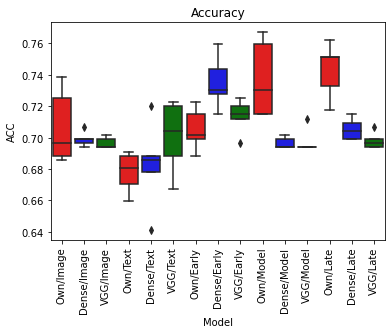 Accuracy
ACC
0.76
0.74
0.72
0.70
0.68
0.66
0.64
Own/Image
Dense/Image
VGG/Image
Own/Text
Dense/Text
VGG/Text
Own/Early
Dense/Early
VGG/Early
Own/Model
Dense/Model
VGG/Model
Own/Late
Dense/Late
VGG/Late
Model